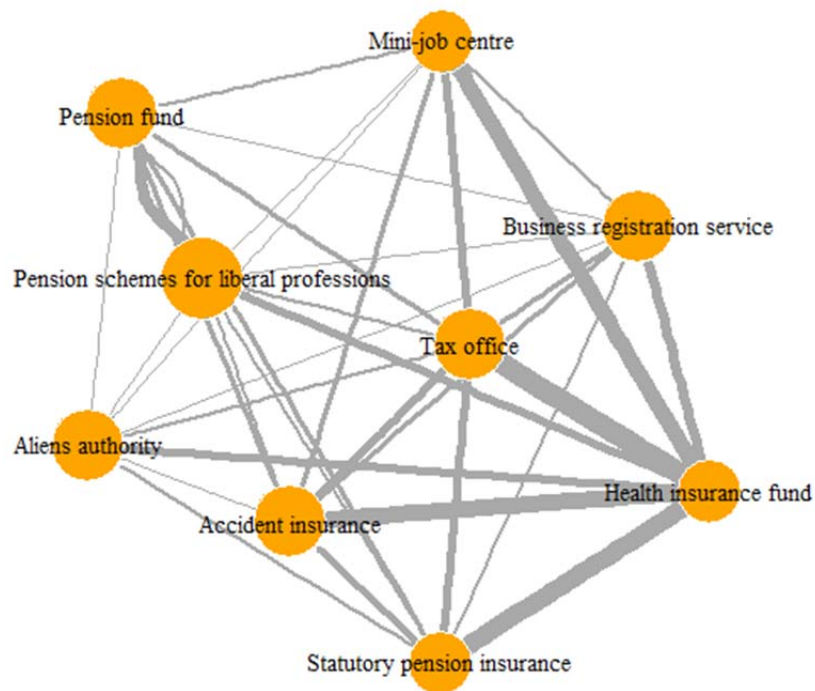 Mini-job centre
Pension fund
Business registration service
Pension schemes for liberal professions
Tax office
Aliens authority
Health insurance fund
Accident insurance
Statutory pension insurance